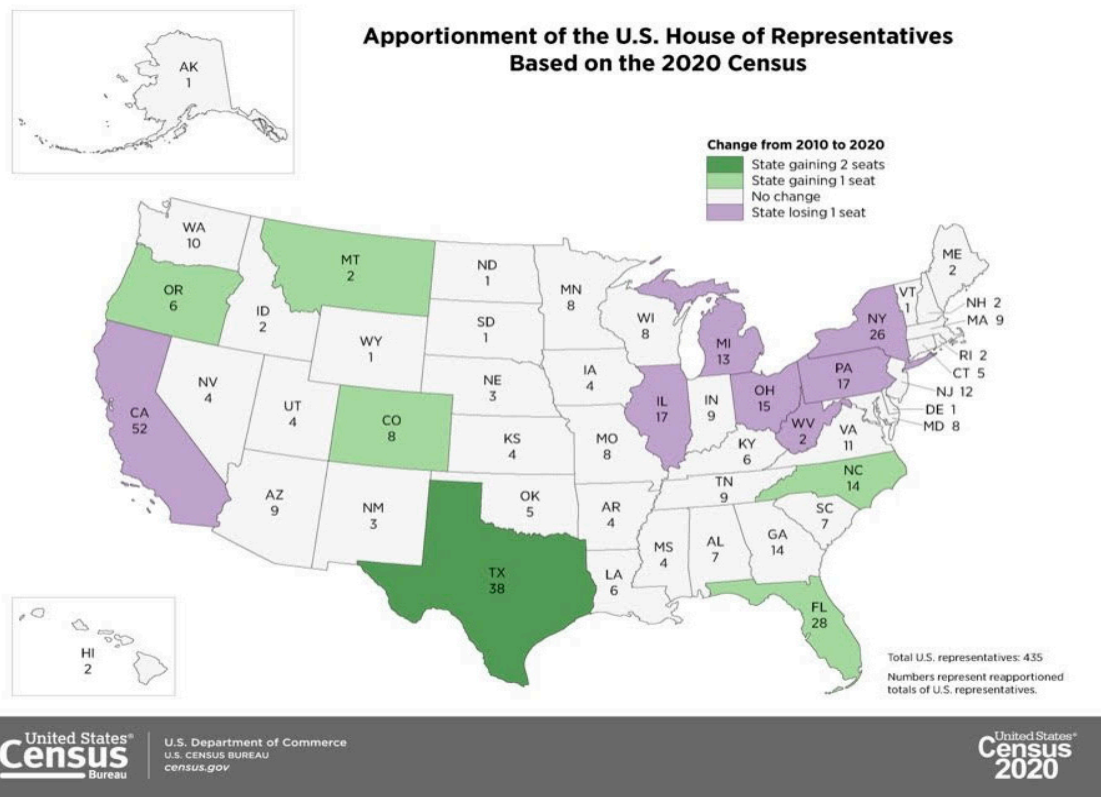 Apportionment of the U.S. House of Representatives
Based on the 2020 Census
AK
1
Change from 2010 to 2020
State gaining 2 seats
State gaining 1 seat
No change
State losing 1 seat
WA
10
OR
6
CA
52
NV
4
ID
2
MT
2
WY
1
UT
4
CO
8
AZ
9
NM
3
ND
1
SD
1
NE
3
KS
4
OK
5
TX
38
MN
8
IA
4
MO
8
AR
4
LA
6
WI
8
IL
17
MI
13
IN
9
OH
15
KY
6
TN
9
MS
4
AL
7
GA
14
FL
28
SC
7
NC
14
VA
11
WV
2
PA
17
NY
26
VT
1
ME
2
NH 2
MA 9
RI 2
CT 5
NJ 12
DE 1
MD 8
HI
2
Total U.S. representatives: 435
Numbers represent reapportioned
totals of U.S. representatives.
United States®
Census
Bureau
U.S. Department of Commerce
U.S. CENSUS BUREAU
census.gov
United States®
Census
2020